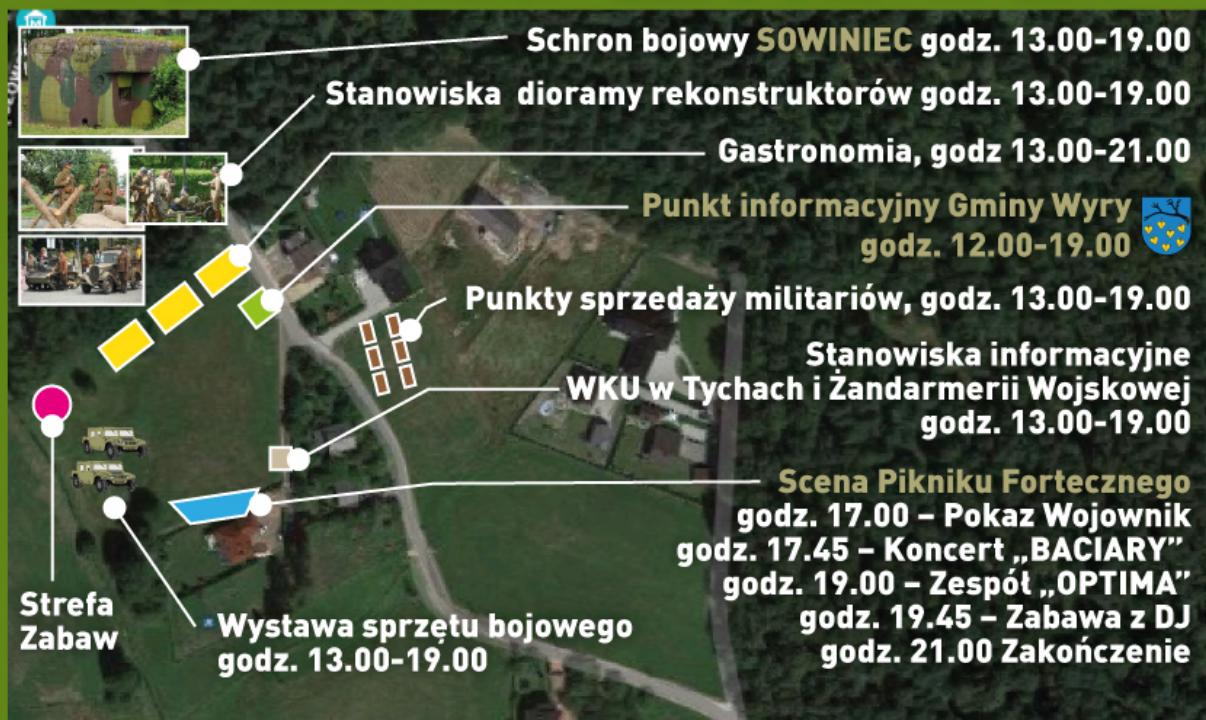 Schron bojowy SOWINIEC godz. 13.00-19.00
Stanowiska dioramy rekonstruktorów godz. 13.00-19.00
Gastronomia, godz 13.00-21.00
Punkt informacyjny Gminy Wyry
godz. 12.00-19.00
Punkty sprzedaży militariów, godz. 13.00-19.00
Stanowiska informacyjne
WKU w Tychach i Żandarmerii Wojskowej
godz. 13.00-19.00
Scena Pikniku Fortecznego
godz. 17.00 – Pokaz Wojownik
godz. 17.45 – Koncert „BACIARY”
godz. 19.00 – Zespół „OPTIMA”
godz. 19.45 – Zabawa z DJ
godz. 21.00 Zakończenie
Strefa
Zabaw
Wystawa sprzętu bojowego
godz. 13.00-19.00